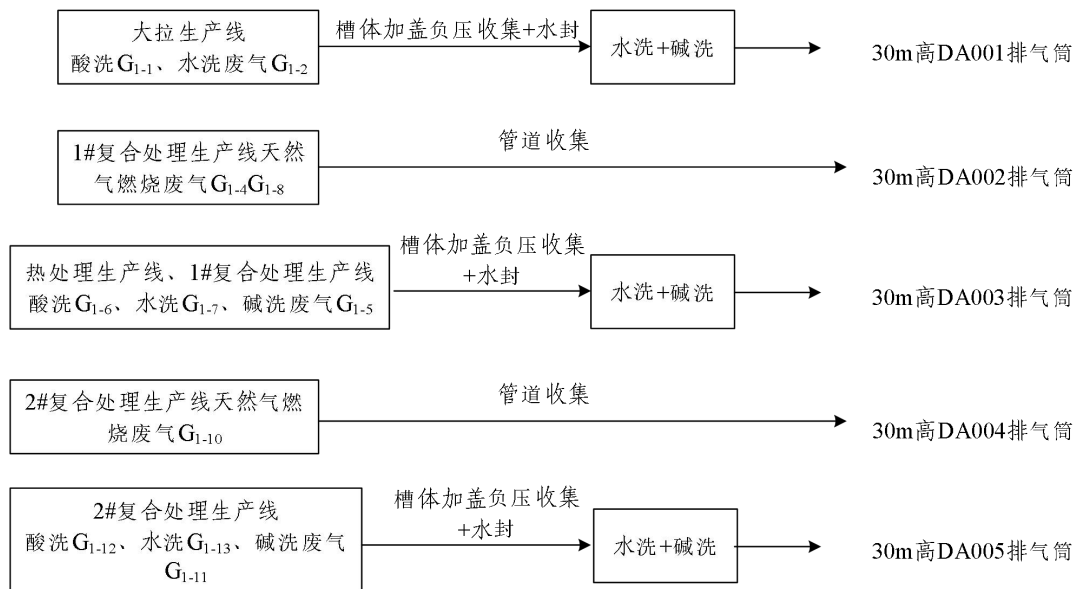 大拉生产线
酸洗G1-1、水洗废气G1-2
槽体加盖负压收集+水封
水洗+碱洗
30m高DA001排气筒
1#复合处理生产线天然
气燃烧废气G1-4G1-8
管道收集
30m高DA002排气筒
热处理生产线、1#复合处理生产线
酸洗G1-6、水洗G1-7、碱洗废气G1-5
槽体加盖负压收集
+水封
水洗+碱洗
30m高DA003排气筒
2#复合处理生产线天然气燃
烧废气G1-10
管道收集
30m高DA004排气筒
2#复合处理生产线
酸洗G1-12、水洗G1-13、碱洗废气
G1-11
槽体加盖负压收集
+水封
水洗+碱洗
30m高DA005排气筒